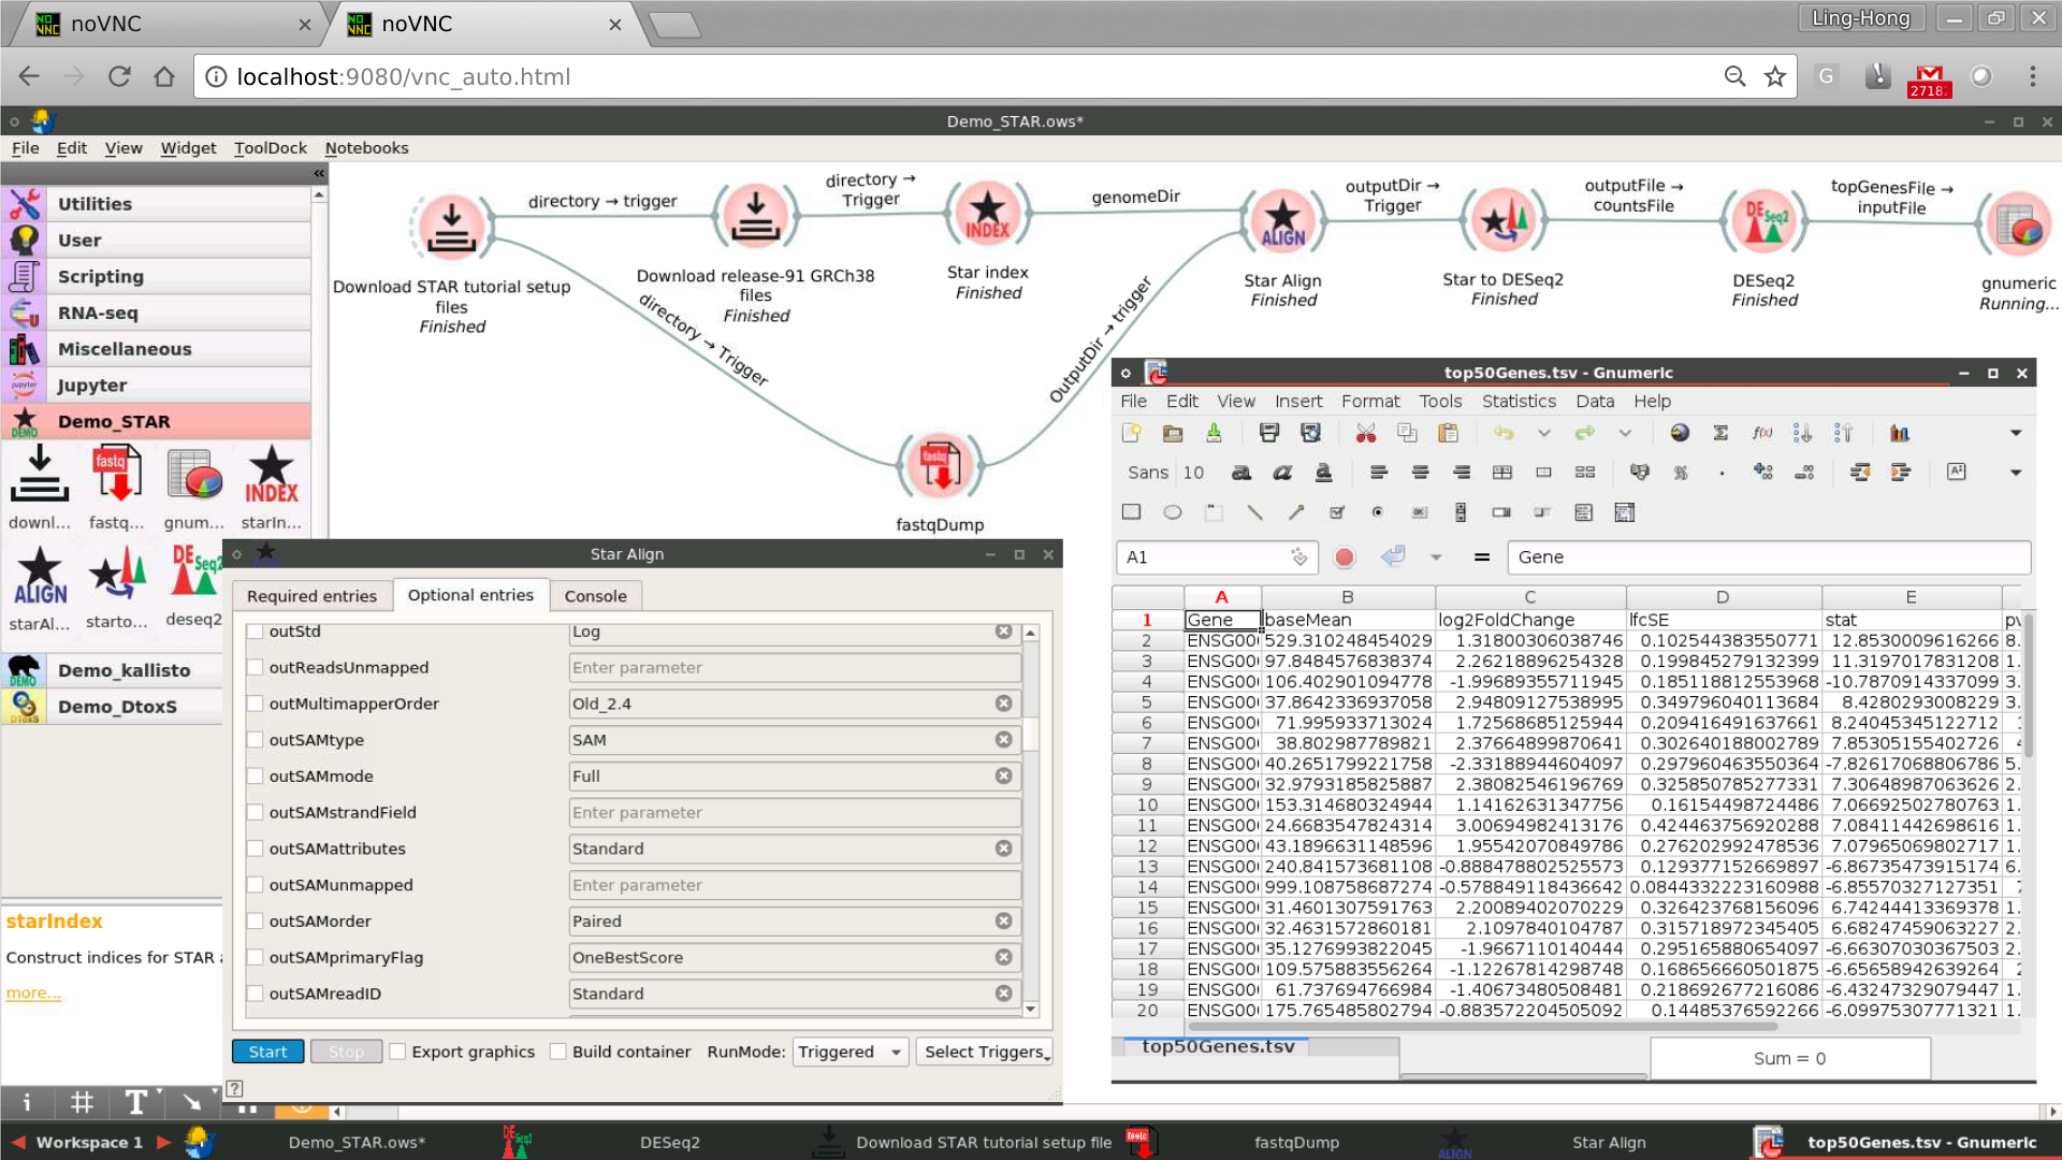 noVNC
noVNC
Ling-Hong
localhost:9080/vnc_auto.html
G
2718
Demo_STAR.ows*
File Edit View Widget ToolDock Notebooks
Utilities
User
Scripting
RNA-seq
Miscellaneous
Jupyter
Demo_STAR
downl... fastq... gnum... starIn...
starAl... starto... deseq2
Demo_kallisto
Demo_DtoxS
starIndex
Construct indices for STAR
more...
directory → trigger
directory →
Trigger
genomeDir
outputDir →
Trigger
outputFile →
countsFile
topGenesFile →
inputFile
INDEX
ALIGN
DESeq2
Download STAR tutorial setup
files
Finished
Download release-91 GRCh38
files
Finished
Star index
Finished
Star Align
Finished
Star to DESeq2
Finished
DESeq2
Finished
gnumeric
Running...
directory → Trigger
OutputDir → trigger
fastq
fastqDump
Star Align
Required entries Optional entries Console
outStd Log
outReadsUnmapped Enter parameter
outMultimapperOrder Old_2.4
outSAMtype SAM
outSAMmode Full
outSAMstrandField Enter parameter
outSAMattributes Standard
outSAMunmapped Enter parameter
outSAMorder Paired
outSAMprimaryFlag OneBestScore
outSAMreadID Standard
Start Stop Export graphics Build container RunMode: Triggered Select Triggers
top50Genes.tsv - Gnumeric
File Edit View Insert Format Tools Statistics Data Help
Sans 10
A1 = Gene
A B C D E
1 Gene baseMean log2FoldChange lfcSE stat
2 ENSG00 529.310248454029 1.31800306038746 0.102544383550771 12.8530009616266 8.
3 ENSG00 97.8484576838374 2.26218896254328 0.199845279132399 11.3197017831208 1.
4 ENSG00 106.402901094778 -1.99689355711945 0.185118812553968 -10.7870914337099 3.
5 ENSG00 37.8642336937058 2.94809127538995 0.349796040113684 8.4280293008229 3.
6 ENSG00 71.995933713024 1.72568685125944 0.209416491637661 8.24045345122712
7 ENSG00 38.802987789821 2.37664899870641 0.302640188002789 7.853051554027​26
8 ENSG00 40.2651799221758 -2.33188944604097 0.297960463550364 -7.82617068806786 5.
9 ENSG00 32.9793185825887 2.38082546196769 0.325850785277331 7.30648987063626 2.
10 ENSG00 153.314680324944 1.14162631347756 0.16154498724486 7.06692502780763 1.
11 ENSG00 24.6683547824314 3.00694982413176 0.424463756920288 7.08411442698616 1.
12 ENSG00 43.1896631148596 1.95542070849786 0.276202992478536 7.07965069802717 1.
13 ENSG00 240.841573681108 -0.888478802525573 0.129377152669897 -6.86735473915174 6.
14 ENSG00 999.108758687274 -0.578849118436642 0.0844332223160988 -6.85570327127351
15 ENSG00 31.4601307591763 2.20089402070229 0.326423768156096 6.74244413369378 1.
16 ENSG00 32.4631572860181 2.1097840104787 0.315718972345405 6.68247459063227 2.
17 ENSG00 35.1276993822045 -1.9667110140444 0.295165880654097 -6.66307030367503 2.
18 ENSG00 109.575883556264 -1.12267814298748 0.168656660501875 -6.65658942639264
19 ENSG00 61.737694766984 -1.40673480508481 0.218692677216086 -6.43247329079447 1.
20 ENSG00 175.765485802794 -0.883572204505092 0.14485376592266 -6.09975307771321 1.
top50Genes.tsv
Sum = 0
Workspace 1 Demo_STAR.ows* DESeq2 Download STAR tutorial setup file fastqDump Star Align top50Genes.tsv - Gnumeric